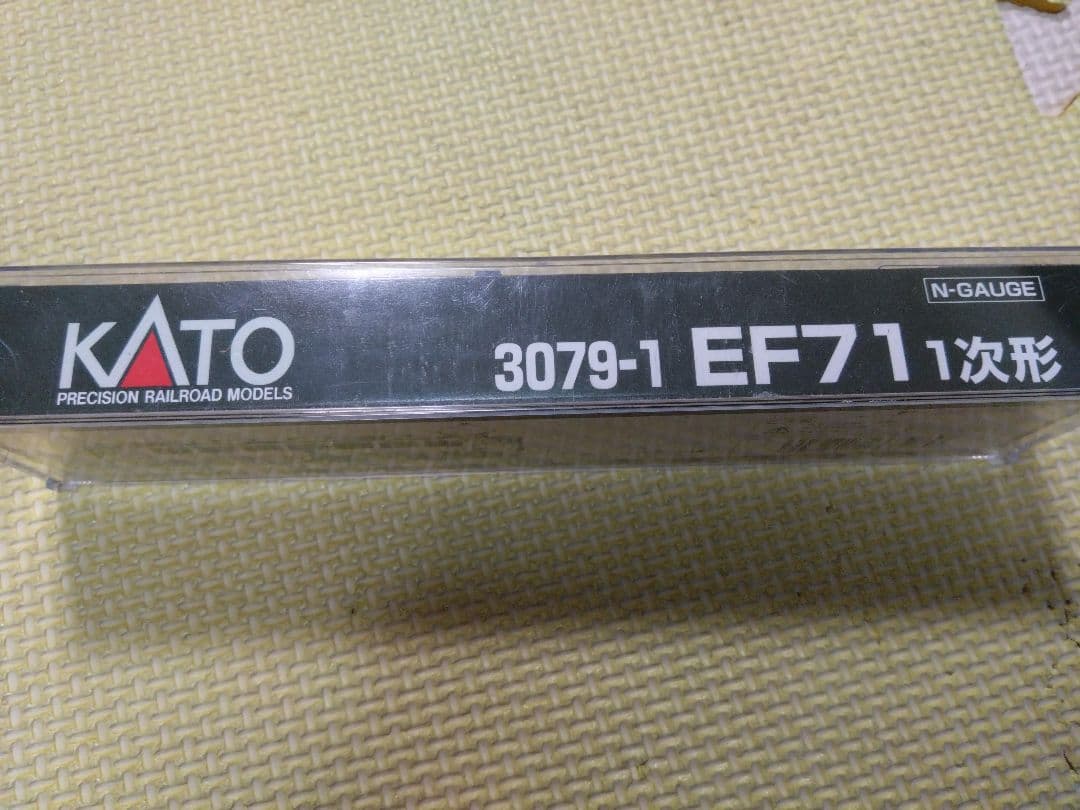 N-GAUGE
KATO
PRECISION RAILROAD MODELS
3079-1 EF71 1次形